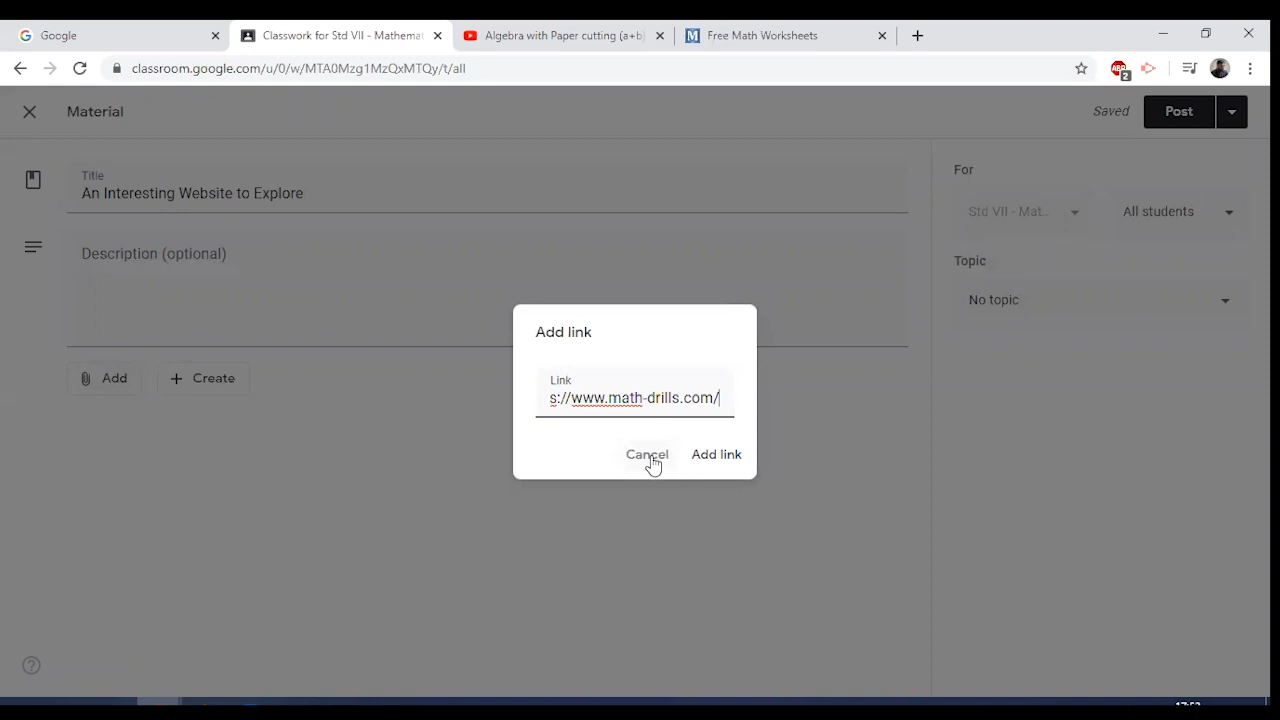 Google
Classwork for Std VII - Mathemat
Algebra with Paper cutting (a+b)
Free Math Worksheets
classroom.google.com/u/0/w/MTA0Mzg1MzQxMTQy/t/all
ABP
2
Material
Saved
Post
Title
An Interesting Website to Explore
Description (optional)
Add
Create
For
Std VII - Mat..
All students
Topic
No topic
Add link
Link
s://www.math-drills.com/
Cancel
Add link